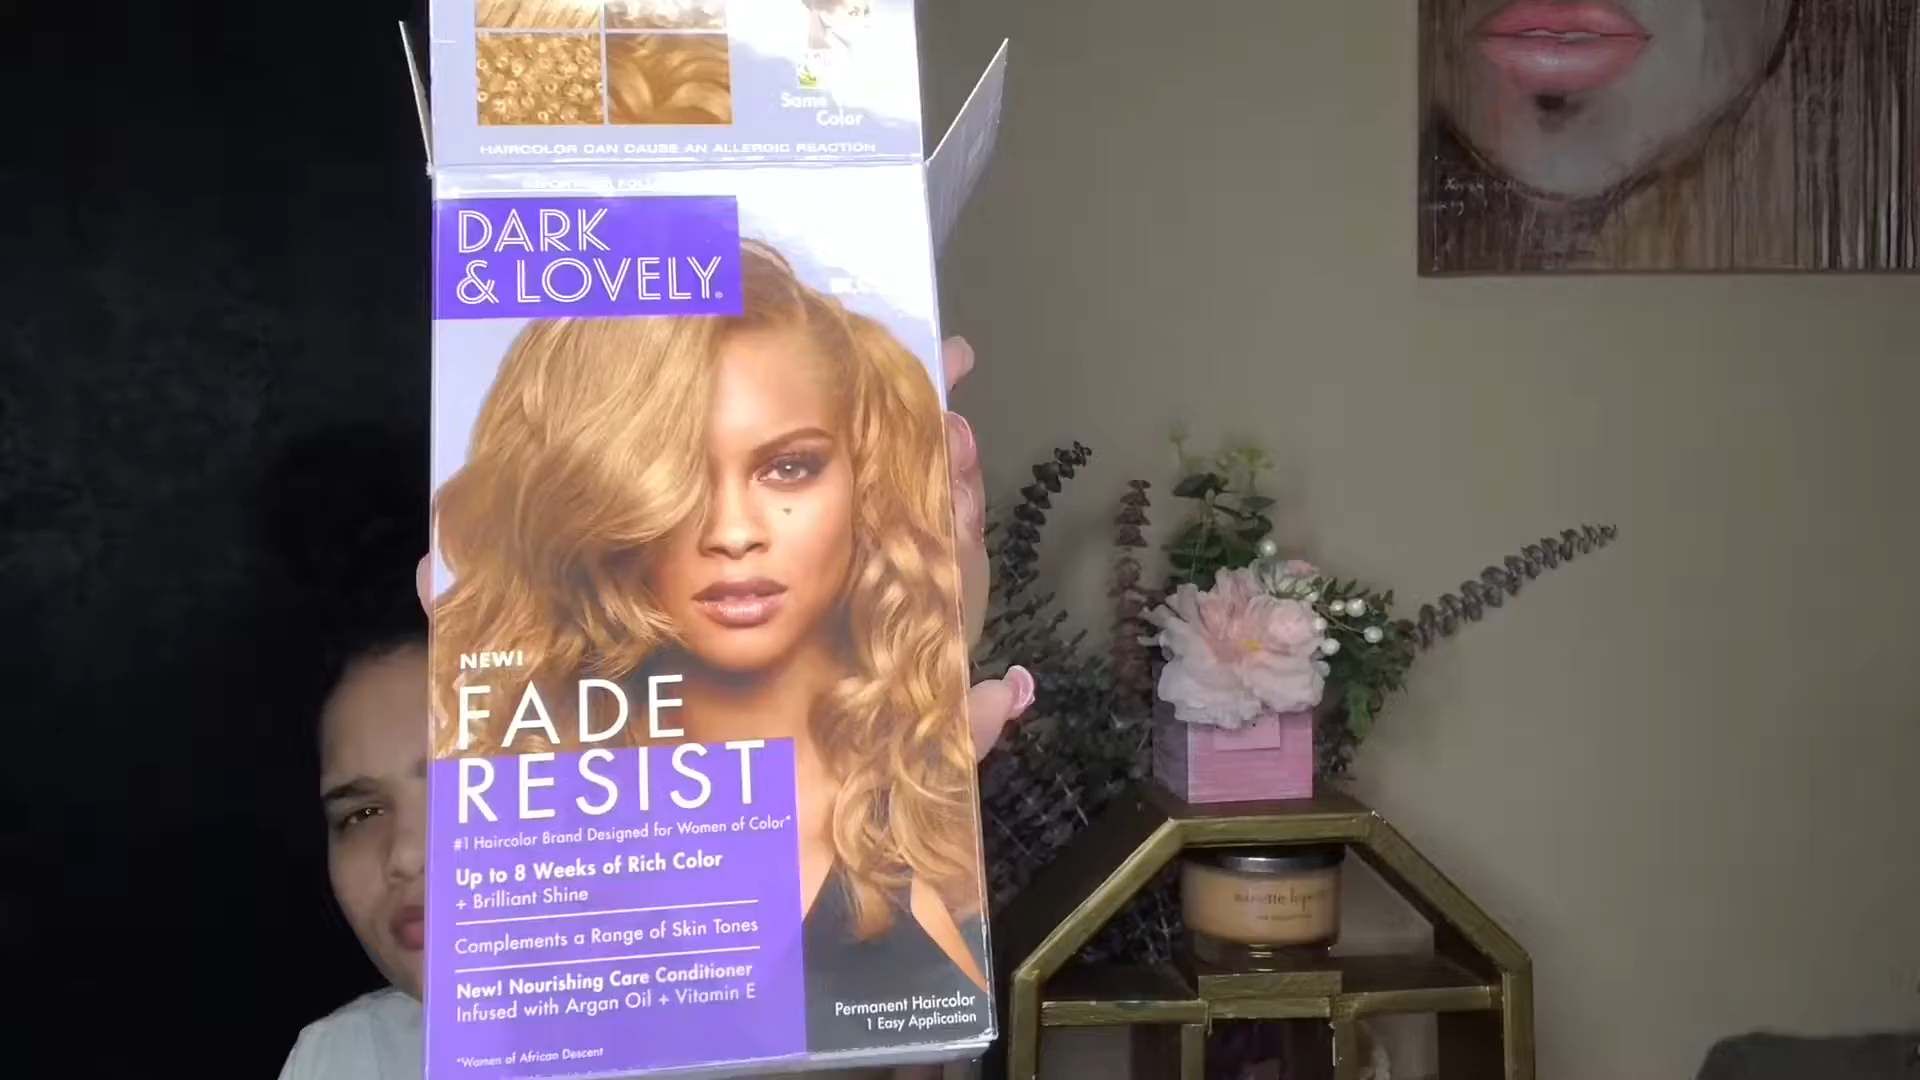 Same
Color
HAIRCOLOR CAN CAUSE AN ALLERGIC REACTION
DARK
& LOVELY®
NEW!
FADE
RESIST
#1 Haircolor Brand Designed for Women of Color*
Up to 8 Weeks of Rich Color
+ Brilliant Shine
Complements a Range of Skin Tones
New! Nourishing Care Conditioner
Infused with Argan Oil + Vitamin E
Permanent Haircolor
1 Easy Application
*Women of African Descent